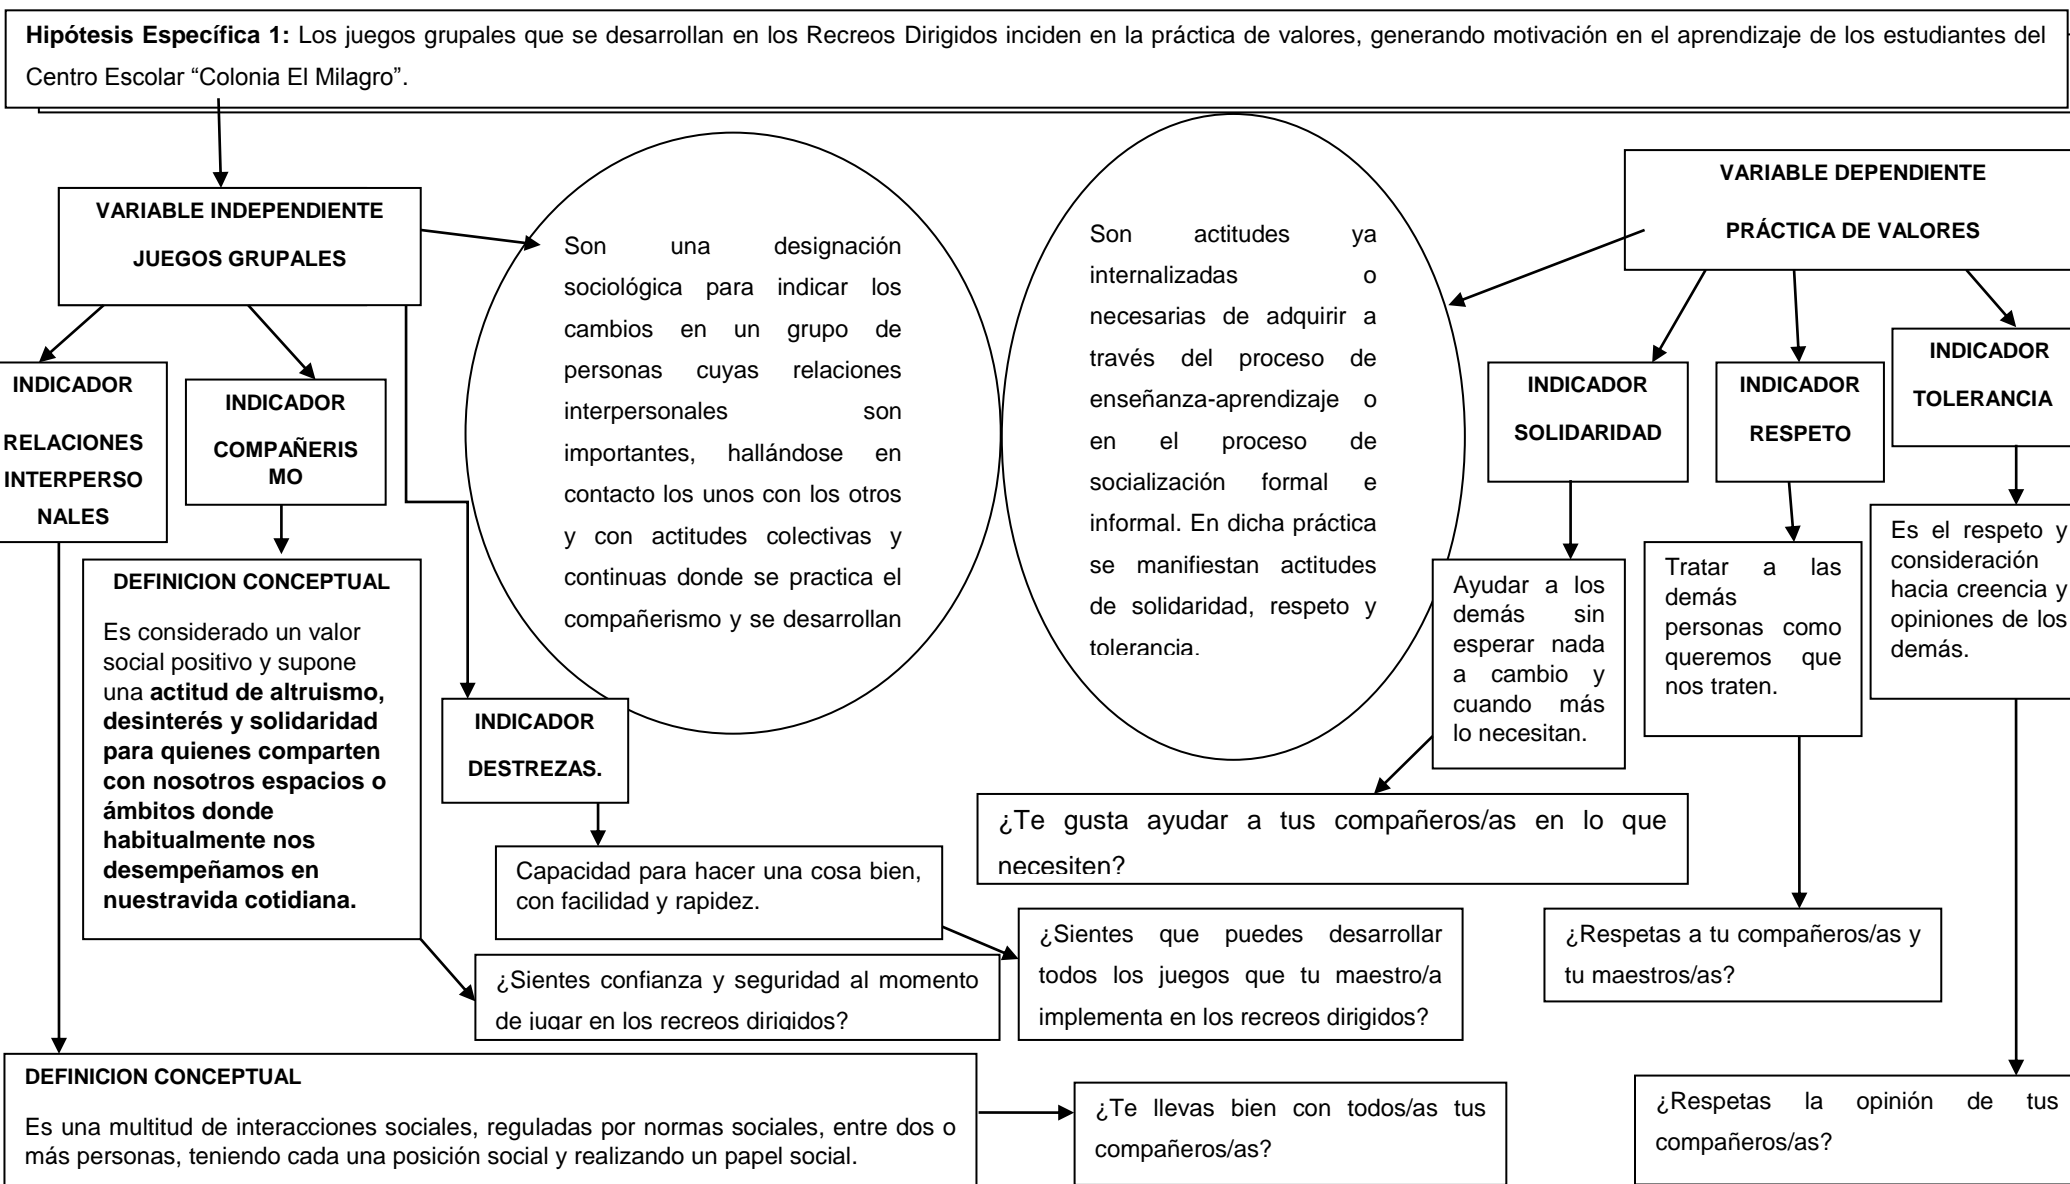 Hipótesis Específica 1: Los juegos grupales que se desarrollan en los Recreos Dirigidos inciden en la práctica de valores, generando motivación en el aprendizaje de los estudiantes del
Centro Escolar “Colonia El Milagro”.
VARIABLE INDEPENDIENTE
JUEGOS GRUPALES
Son una designación
sociológica para indicar los
cambios en un grupo de
personas cuyas relaciones
interpersonales son
importantes, hallándose en
contacto los unos con los otros
y con actitudes colectivas y
continuas donde se practica el
compañerismo y se desarrollan
Son actitudes ya
internalizadas o
necesarias de adquirir a
través del proceso de
enseñanza-aprendizaje o
en el proceso de
socialización formal e
informal. En dicha práctica
se manifiestan actitudes
de solidaridad, respeto y
tolerancia.
VARIABLE DEPENDIENTE
PRÁCTICA DE VALORES
INDICADOR
RELACIONES
INTERPERSO
NALES
INDICADOR
COMPAÑERIS
MO
INDICADOR
SOLIDARIDAD
INDICADOR
RESPETO
INDICADOR
TOLERANCIA
DEFINICION CONCEPTUAL
Es considerado un valor
social positivo y supone
una actitud de altruismo,
desinterés y solidaridad
para quienes comparten
con nosotros espacios o
ámbitos donde
habitualmente nos
desempeñamos en
nuestravida cotidiana.
INDICADOR
DESTREZAS.
Ayudar a los
demás sin
esperar nada
a cambio y
cuando más
lo necesitan.
Tratar a las
demás
personas como
queremos que
nos traten.
Es el respeto y
consideración
hacia creencia y
opiniones de los
demás.
Capacidad para hacer una cosa bien,
con facilidad y rapidez.
¿Te gusta ayudar a tus compañeros/as en lo que
necesiten?
¿Sientes confianza y seguridad al momento
de jugar en los recreos dirigidos?
¿Sientes que puedes desarrollar
todos los juegos que tu maestro/a
implementa en los recreos dirigidos?
¿Respetas a tu compañeros/as y
tu maestros/as?
DEFINICION CONCEPTUAL
Es una multitud de interacciones sociales, reguladas por normas sociales, entre dos o
más personas, teniendo cada una posición social y realizando un papel social.
¿Te llevas bien con todos/as tus
compañeros/as?
¿Respetas la opinión de tus
compañeros/as?